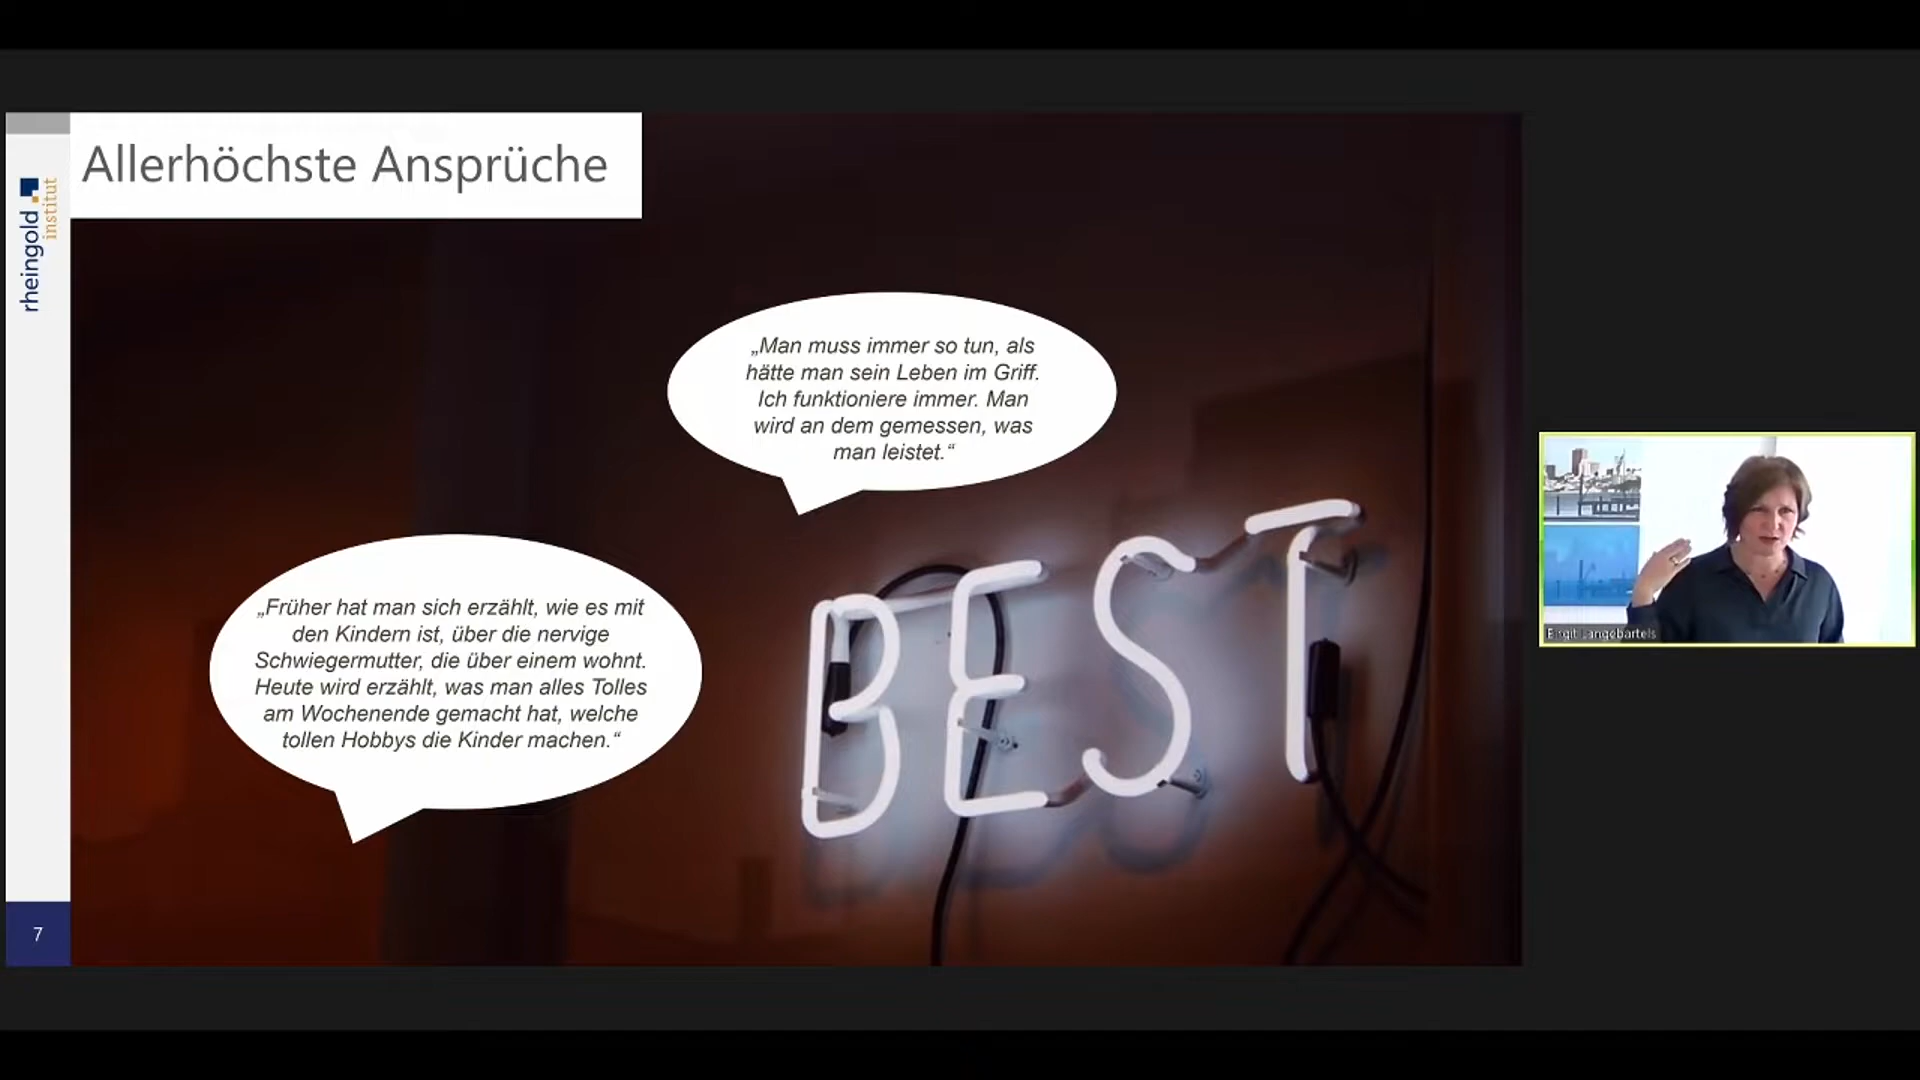 Allerhöchste Ansprüche
rheingold
institut
„Man muss immer so tun, als
hätte man sein Leben im Griff.
Ich funktioniere immer. Man
wird an dem gemessen, was
man leistet.“
„Früher hat man sich erzählt, wie es mit
den Kindern ist, über die nervige
Schwiegermutter, die über einem wohnt.
Heute wird erzählt, was man alles Tolles
am Wochenende gemacht hat, welche
tollen Hobbys die Kinder machen.“
BEST
Birgit Langebartels
7